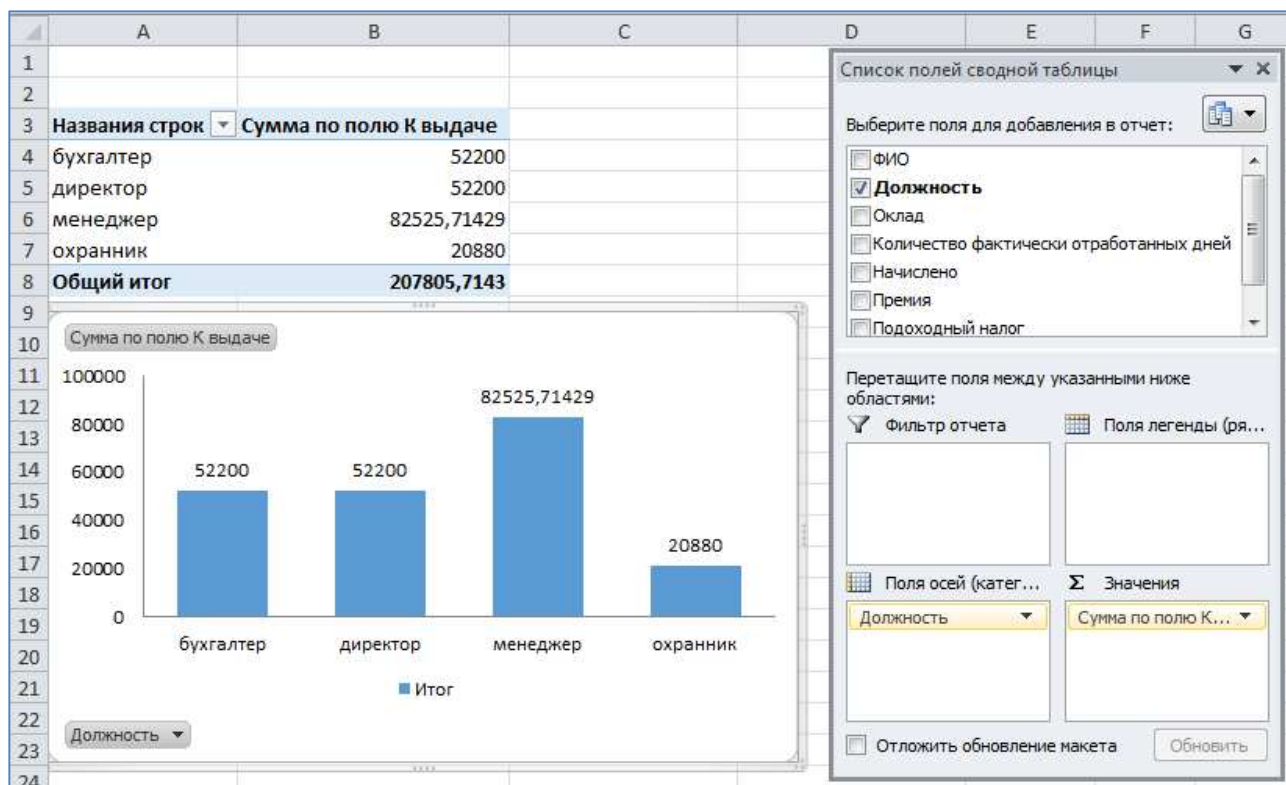 A B C D E F G
1
2
3 Названия строк Сумма по полю К выдаче
4 бухгалтер 52200
5 директор 52200
6 менеджер 82525,71429
7 охранник 20880
8 Общий итог 207805,7143
9
10
11
12
13
14
15
16
17
18
19
20
21
22
23
24
Сумма по полю К выдаче
100000
80000
60000
40000
20000
0
52200
52200
82525,71429
20880
бухгалтер директор менеджер охранник
Итог
Должность
Список полей сводной таблицы
Выберите поля для добавления в отчет:
ФИО
Должность
Оклад
Количество фактически отработанных дней
Начислено
Премия
Подоходный налог
Перетащите поля между указанными ниже
областями:
Фильтр отчета
Поля легенды (ря...
Поля осей (катег...
Σ Значения
Должность
Сумма по полю К...
Отложить обновление макета
Обновить